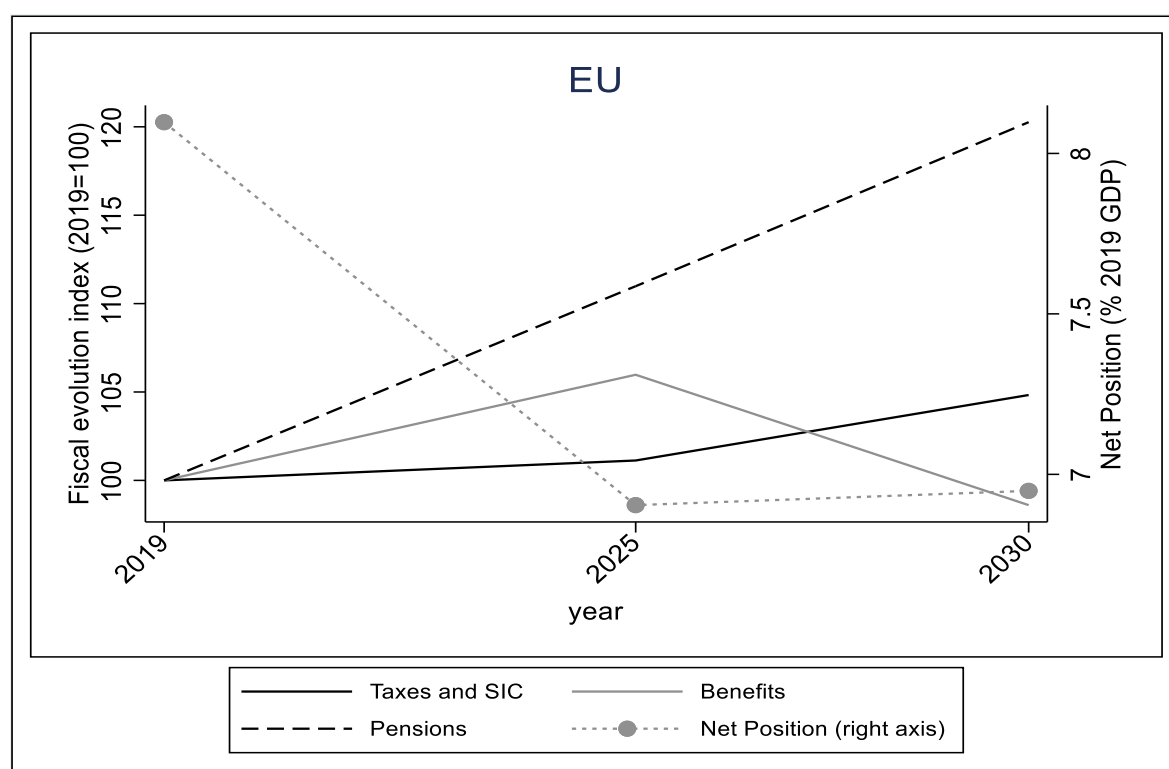 EU
Fiscal evolution index (2019=100)
120
115
110
105
100
8
7.5
7
Net Position (% 2019 GDP)
2019
2025
2030
year
Taxes and SIC
Benefits
Pensions
Net Position (right axis)